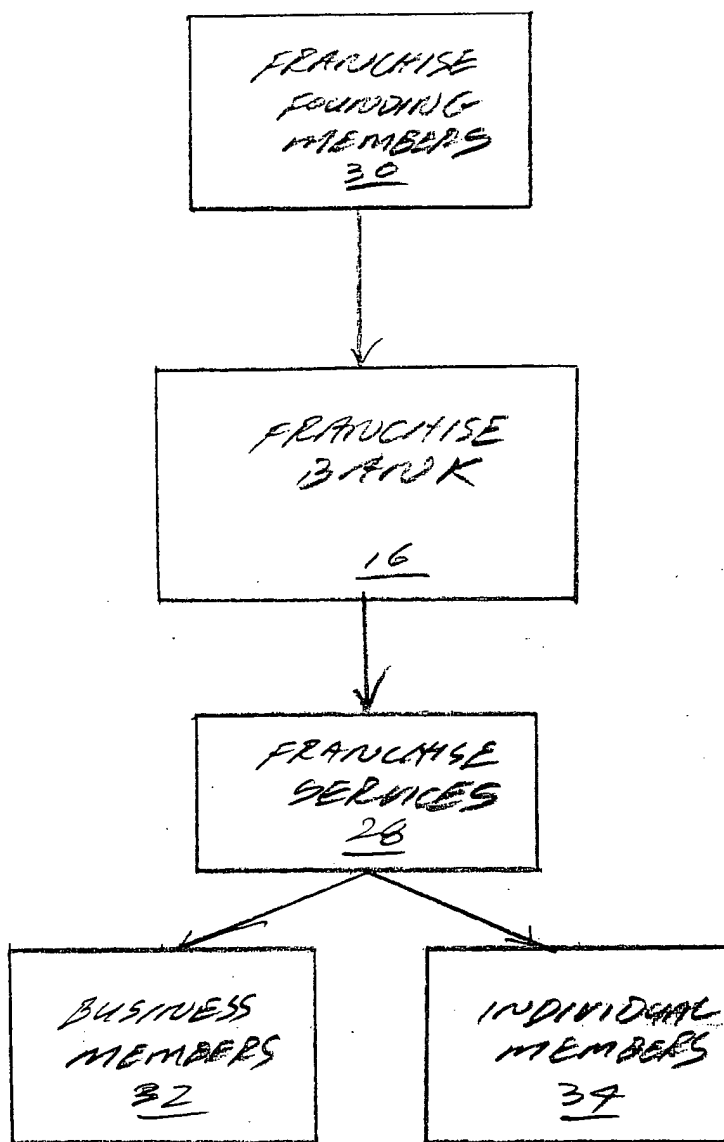 FRANCHISE
FOUNDING
MEMBERS
30
FRANCHISE
BANK
16
FRANCHISE
SERVICES
28
BUSINESS
MEMBERS
32
INDIVIDUAL
MEMBERS
34